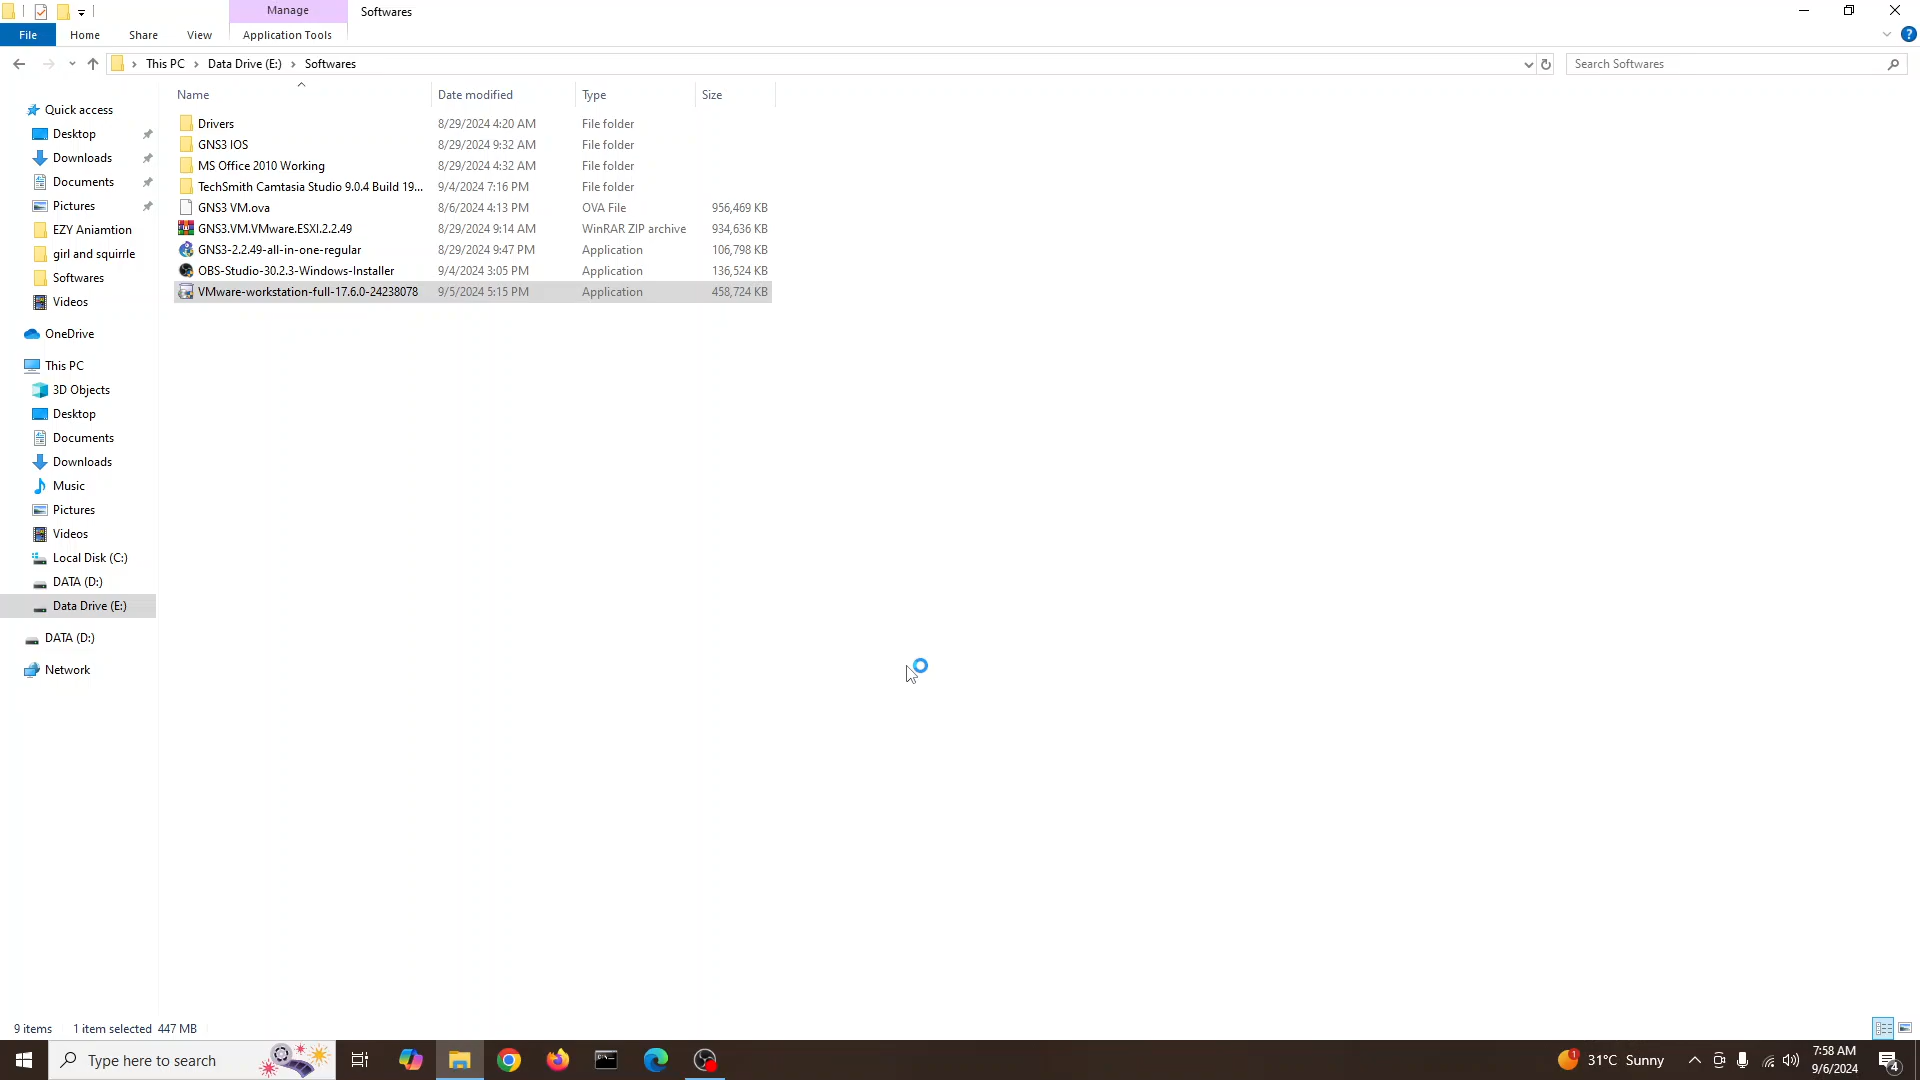 Manage
Softwares
File
Home
Share
View
Application Tools
?
This PC
Data Drive (E:)
Softwares
Search Softwares
Name
Date modified
Type
Size
Quick access
Desktop
Downloads
Documents
Pictures
EZY Aniamtion
girl and squirrle
Softwares
Videos
OneDrive
This PC
3D Objects
Desktop
Documents
Downloads
Music
Pictures
Videos
Local Disk (C:)
DATA (D:)
Data Drive (E:)
DATA (D:)
Network
Drivers 8/29/2024 4:20 AM File folder
GNS3 IOS 8/29/2024 9:32 AM File folder
MS Office 2010 Working 8/29/2024 4:32 AM File folder
TechSmith Camtasia Studio 9.0.4 Build 19... 9/4/2024 7:16 PM File folder
GNS3 VM.ova 8/6/2024 4:13 PM OVA File 956,469 KB
GNS3.VM.VMware.ESXI.2.2.49 8/29/2024 9:14 AM WinRAR ZIP archive 934,636 KB
GNS3-2.2.49-all-in-one-regular 8/29/2024 9:47 PM Application 106,798 KB
OBS-Studio-30.2.3-Windows-Installer 9/4/2024 3:05 PM Application 136,524 KB
VMware-workstation-full-17.6.0-24238078 9/5/2024 5:15 PM Application 458,724 KB
9 items 1 item selected 447 MB
Type here to search
1
31°C Sunny
7:58 AM
9/6/2024
4